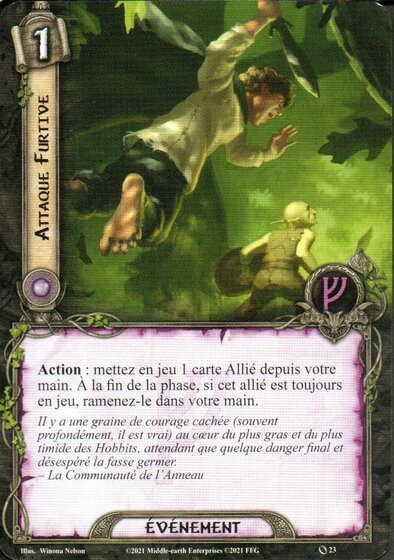 1
ATTAQUE FURTIVE
Action : mettez en jeu 1 carte Allié depuis votre
main. À la fin de la phase, si cet allié est toujours
en jeu, ramenez-le dans votre main.
Il y a une graine de courage cachée (souvent
profondément, il est vrai) au cœur du plus gras et du plus
timide des Hobbits, attendant que quelque danger final et
désespéré la fasse germer.
– La Communauté de l'Anneau
ÉVÉNEMENT
Illus. Winona Nelson ©2021 Middle-earth Enterprises ©2021 FFG 23